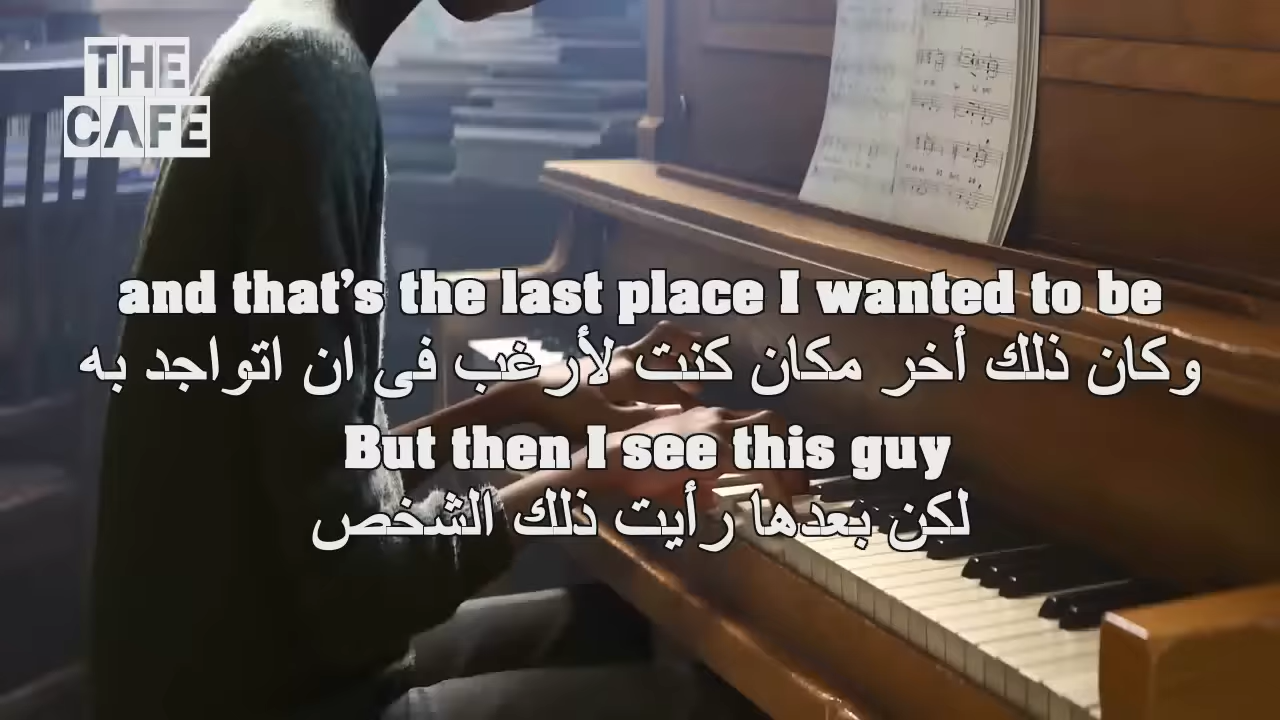 THE
CAFE
and that's the last place I wanted to be
وكان ذلك أخر مكان كنت لأرغب فى ان اتواجد به
But then I see this guy
لكن بعدها رأيت ذلك الشخص